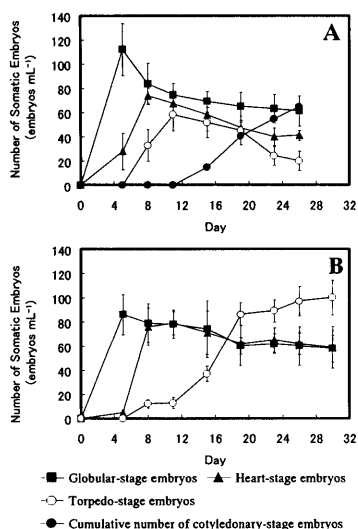 A
Number of Somatic Embryos
(embryos mL⁻¹)
140
120
100
80
60
40
20
0
0 4 8 12 16 20 24 28 32
Day
B
Number of Somatic Embryos
(embryos mL⁻¹)
140
120
100
80
60
40
20
0
0 4 8 12 16 20 24 28 32
Day
Globular-stage embryos Heart-stage embryos
Torpedo-stage embryos
Cumulative number of cotyledonary-stage embryos